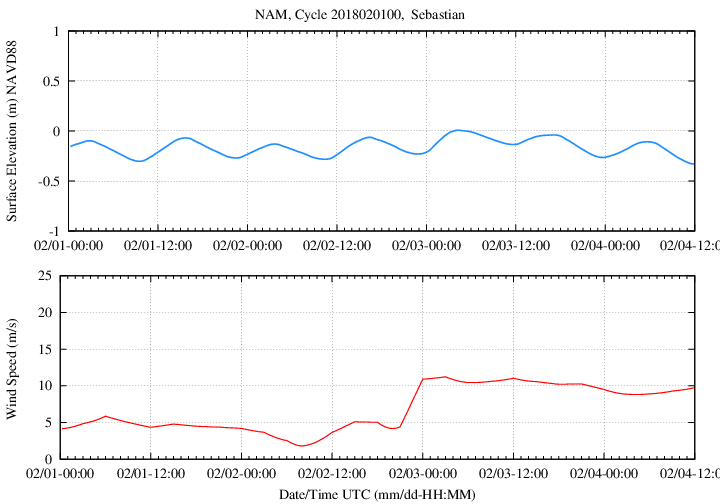 NAM, Cycle 2018020100,  Sebastian
Surface Elevation (m) NAVD88
1
0.5
0
-0.5
-1
02/01-00:00 02/01-12:00 02/02-00:00 02/02-12:00 02/03-00:00 02/03-12:00 02/04-00:00 02/04-12:0
Wind Speed (m/s)
25
20
15
10
5
0
02/01-00:00 02/01-12:00 02/02-00:00 02/02-12:00 02/03-00:00 02/03-12:00 02/04-00:00 02/04-12:0
Date/Time UTC (mm/dd-HH:MM)